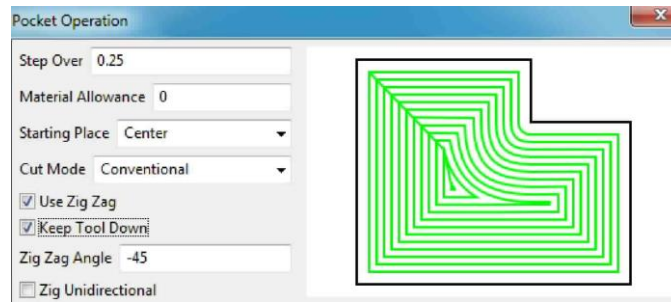 Pocket Operation
Step Over 0.25
Material Allowance 0
Starting Place Center
Cut Mode Conventional
Use Zig Zag
Keep Tool Down
Zig Zag Angle -45
Zig Unidirectional